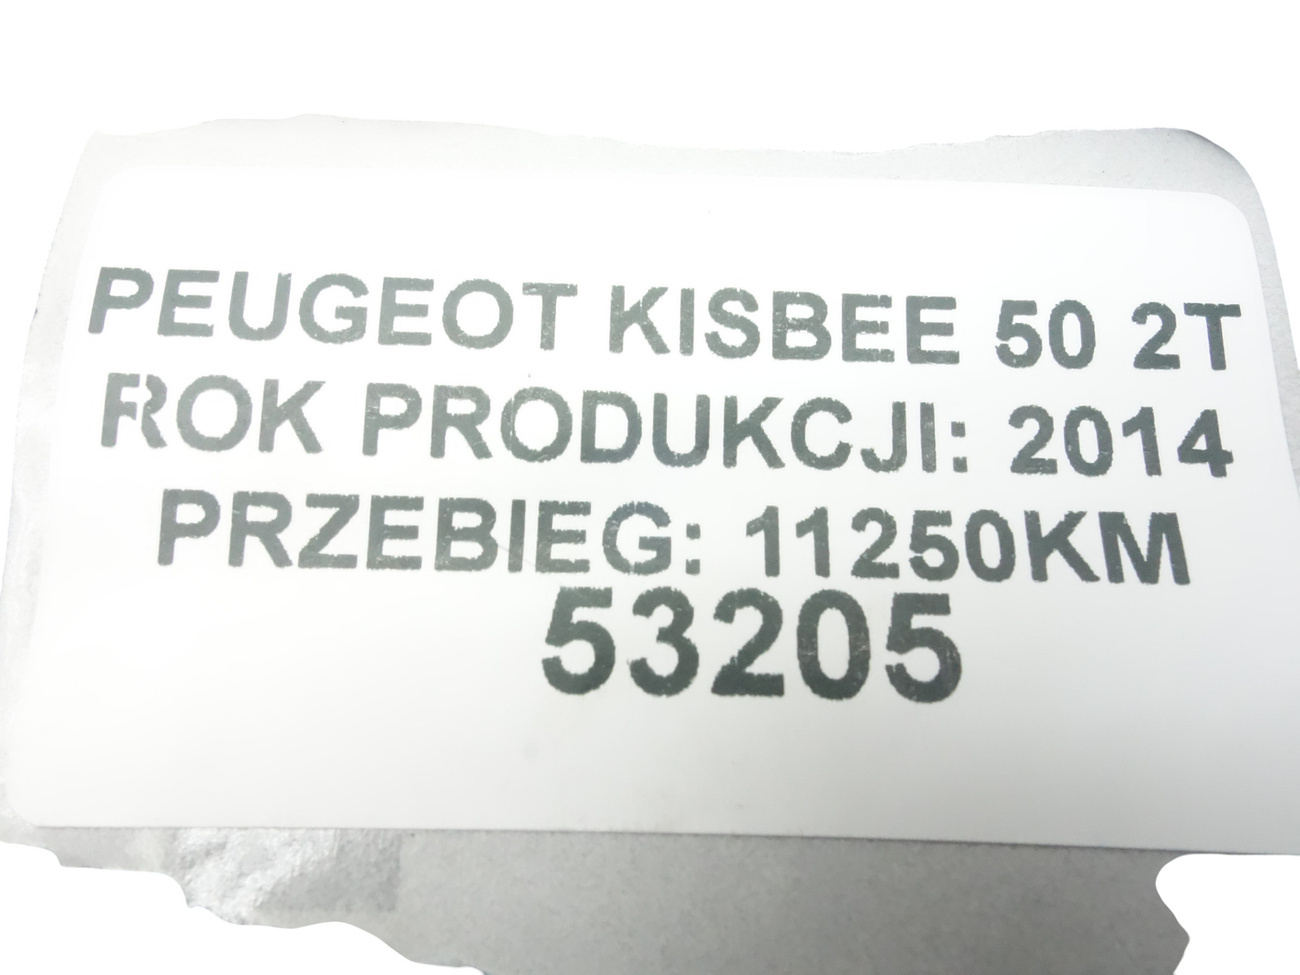 PEUGEOT KISBEE 50 2T
ROK PRODUKCJI: 2014
PRZEBIEG: 11250KM
53205